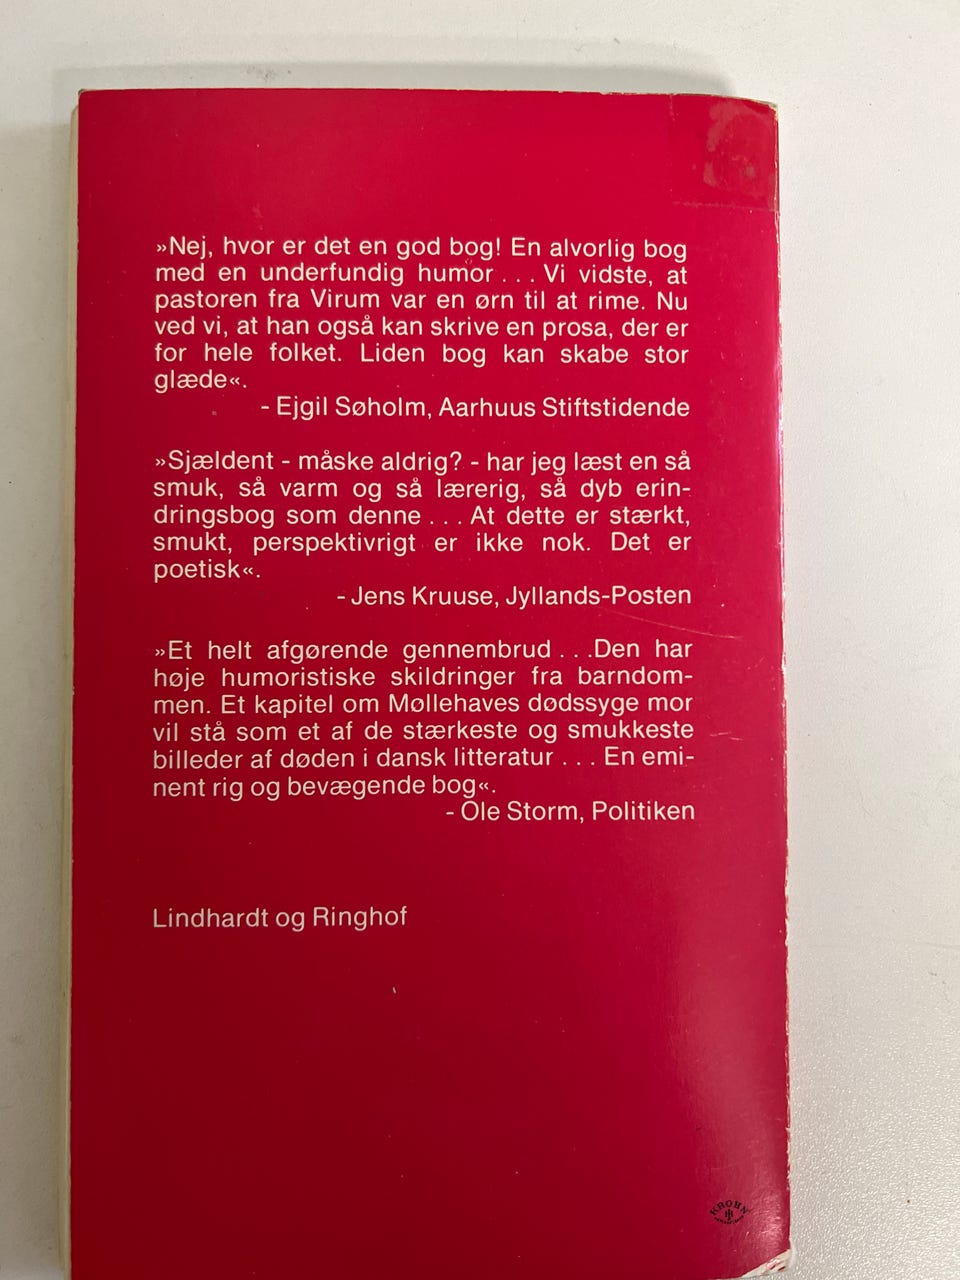 »Nej, hvor er det en god bog! En alvorlig bog
med en underfundig humor . . . Vi vidste, at
pastoren fra Virum var en ørn til at rime. Nu
ved vi, at han også kan skrive en prosa, der er
for hele folket. Liden bog kan skabe stor
glæde«.
- Ejgil Søholm, Aarhuus Stiftstidende
»Sjældent - måske aldrig? - har jeg læst en så
smuk, så varm og så lærerig, så dyb erin-
dringsbog som denne . . . At dette er stærkt,
smukt, perspektivrigt er ikke nok. Det er
poetisk«.
- Jens Kruuse, Jyllands-Posten
»Et helt afgørende gennembrud . . .Den har
høje humoristiske skildringer fra barndom-
men. Et kapitel om Møllehaves dødssyge mor
vil stå som et af de stærkeste og smukkeste
billeder af døden i dansk litteratur . . . En emi-
nent rig og bevægende bog«.
- Ole Storm, Politiken
Lindhardt og Ringhof
KROHN